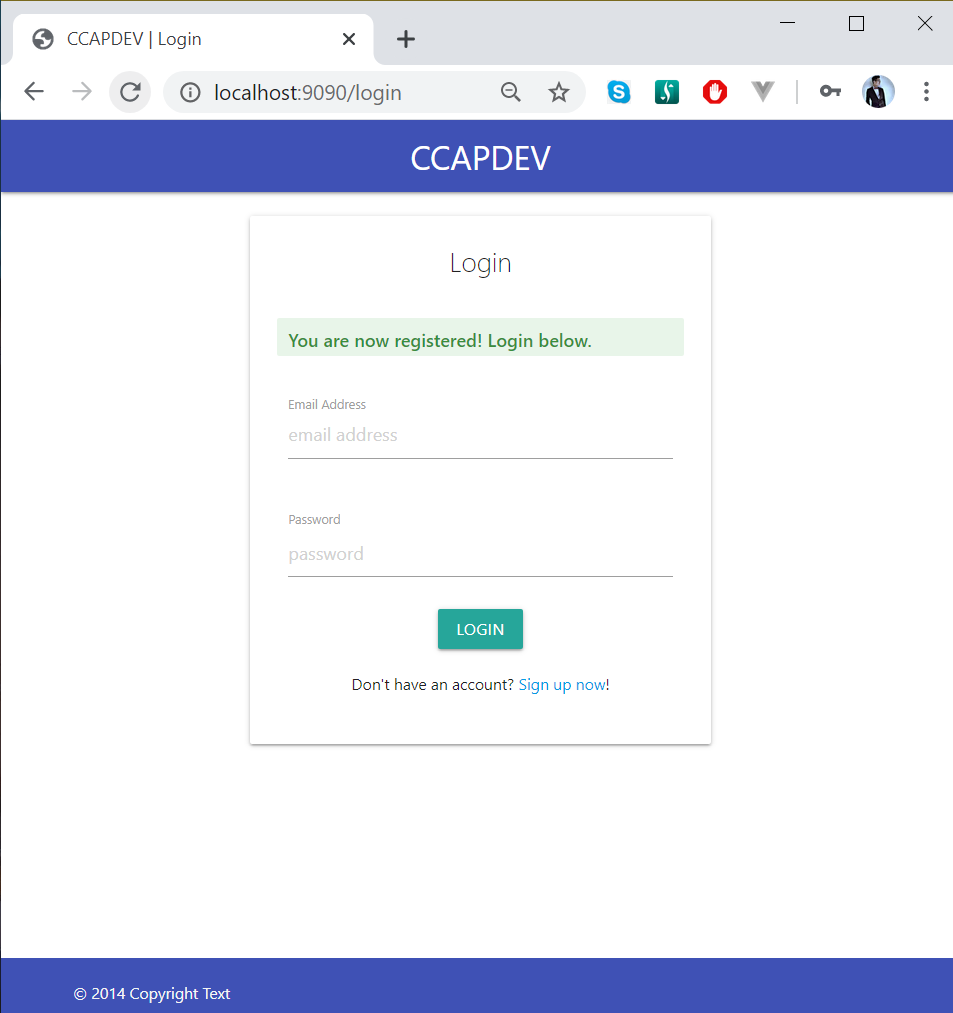 CCAPDEV | Login
localhost:9090/login
CCAPDEV
Login
You are now registered! Login below.
Email Address
email address
Password
password
LOGIN
Don't have an account? Sign up now!
© 2014 Copyright Text